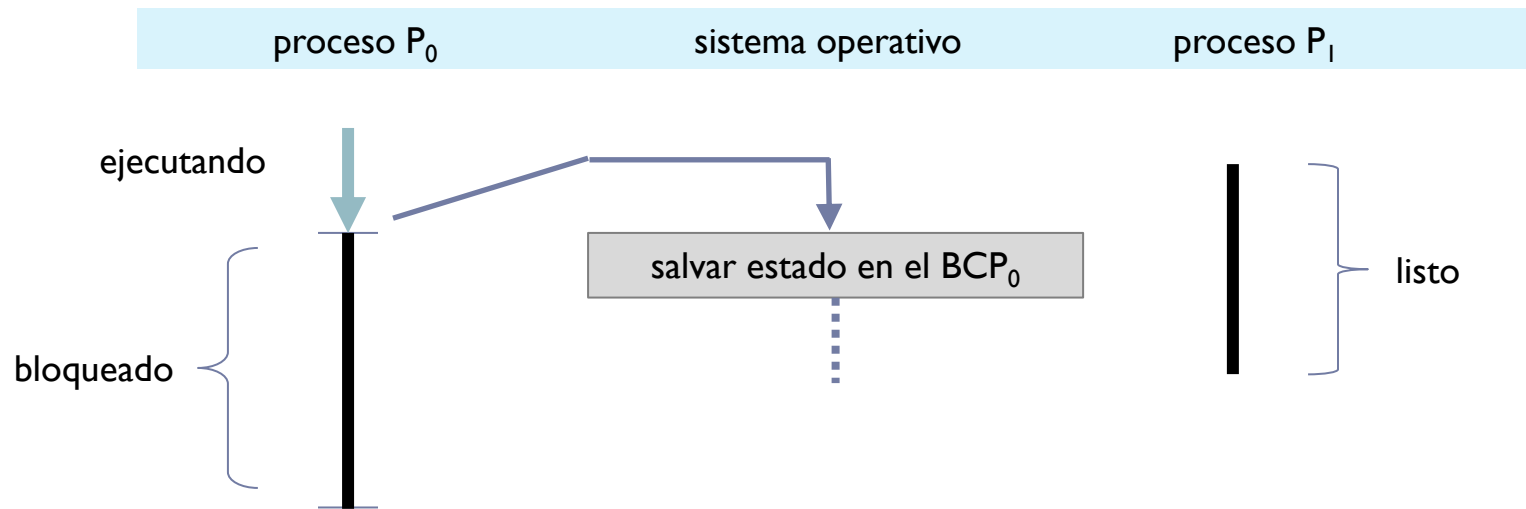 proceso P₀ sistema operativo proceso P₁
ejecutando
salvar estado en el BCP₀
listo
bloqueado